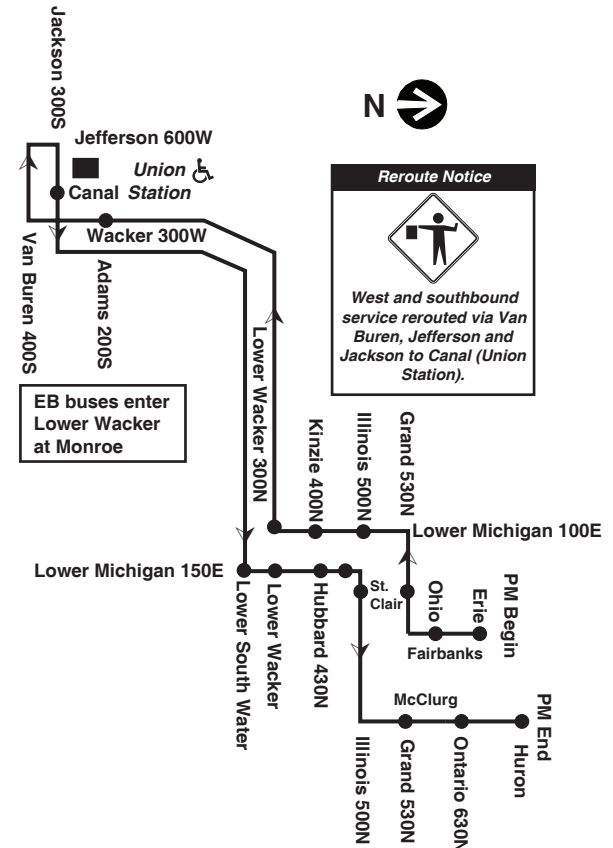 Jackson 300S
N
Jefferson 600W
Union
Canal Station
Wacker 300W
Van Buren 400S
Adams 200S
Reroute Notice
West and southbound
service rerouted via Van
Buren, Jefferson and
Jackson to Canal (Union
Station).
EB buses enter
Lower Wacker
at Monroe
Lower Wacker 300N
Kinzie 400N
Illinois 500N
Grand 530N
Lower Michigan 100E
Lower Michigan 150E
St.
Clair
Ohio
Erie
PM Begin
Fairbanks
Lower South Water
Lower Wacker
Hubbard 430N
McClurg
PM End
Illinois 500N
Grand 530N
Ontario 630N
Huron